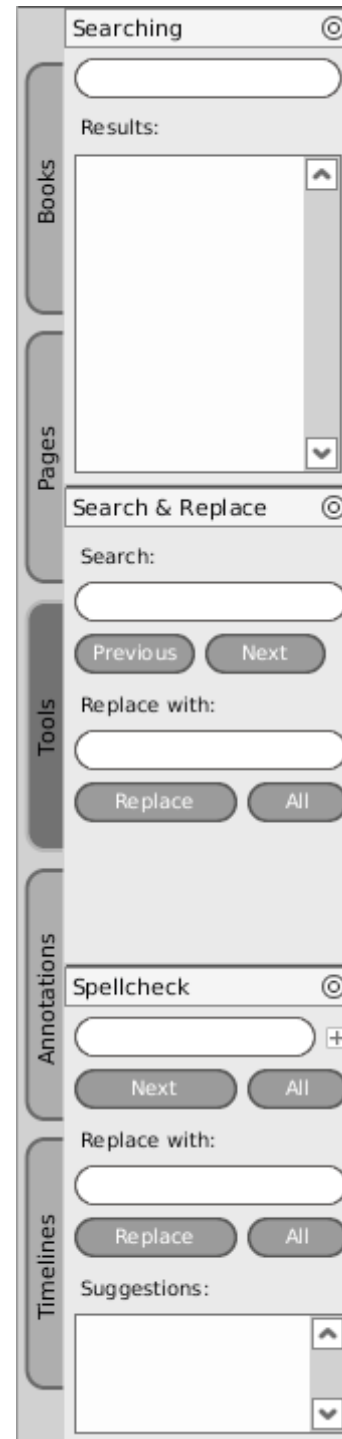 Searching
Results:
Books
Pages
Search & Replace
Search:
Previous Next
Replace with:
Replace All
Tools
Annotations
Spellcheck
Next All
Replace with:
Replace All
Suggestions:
Timelines